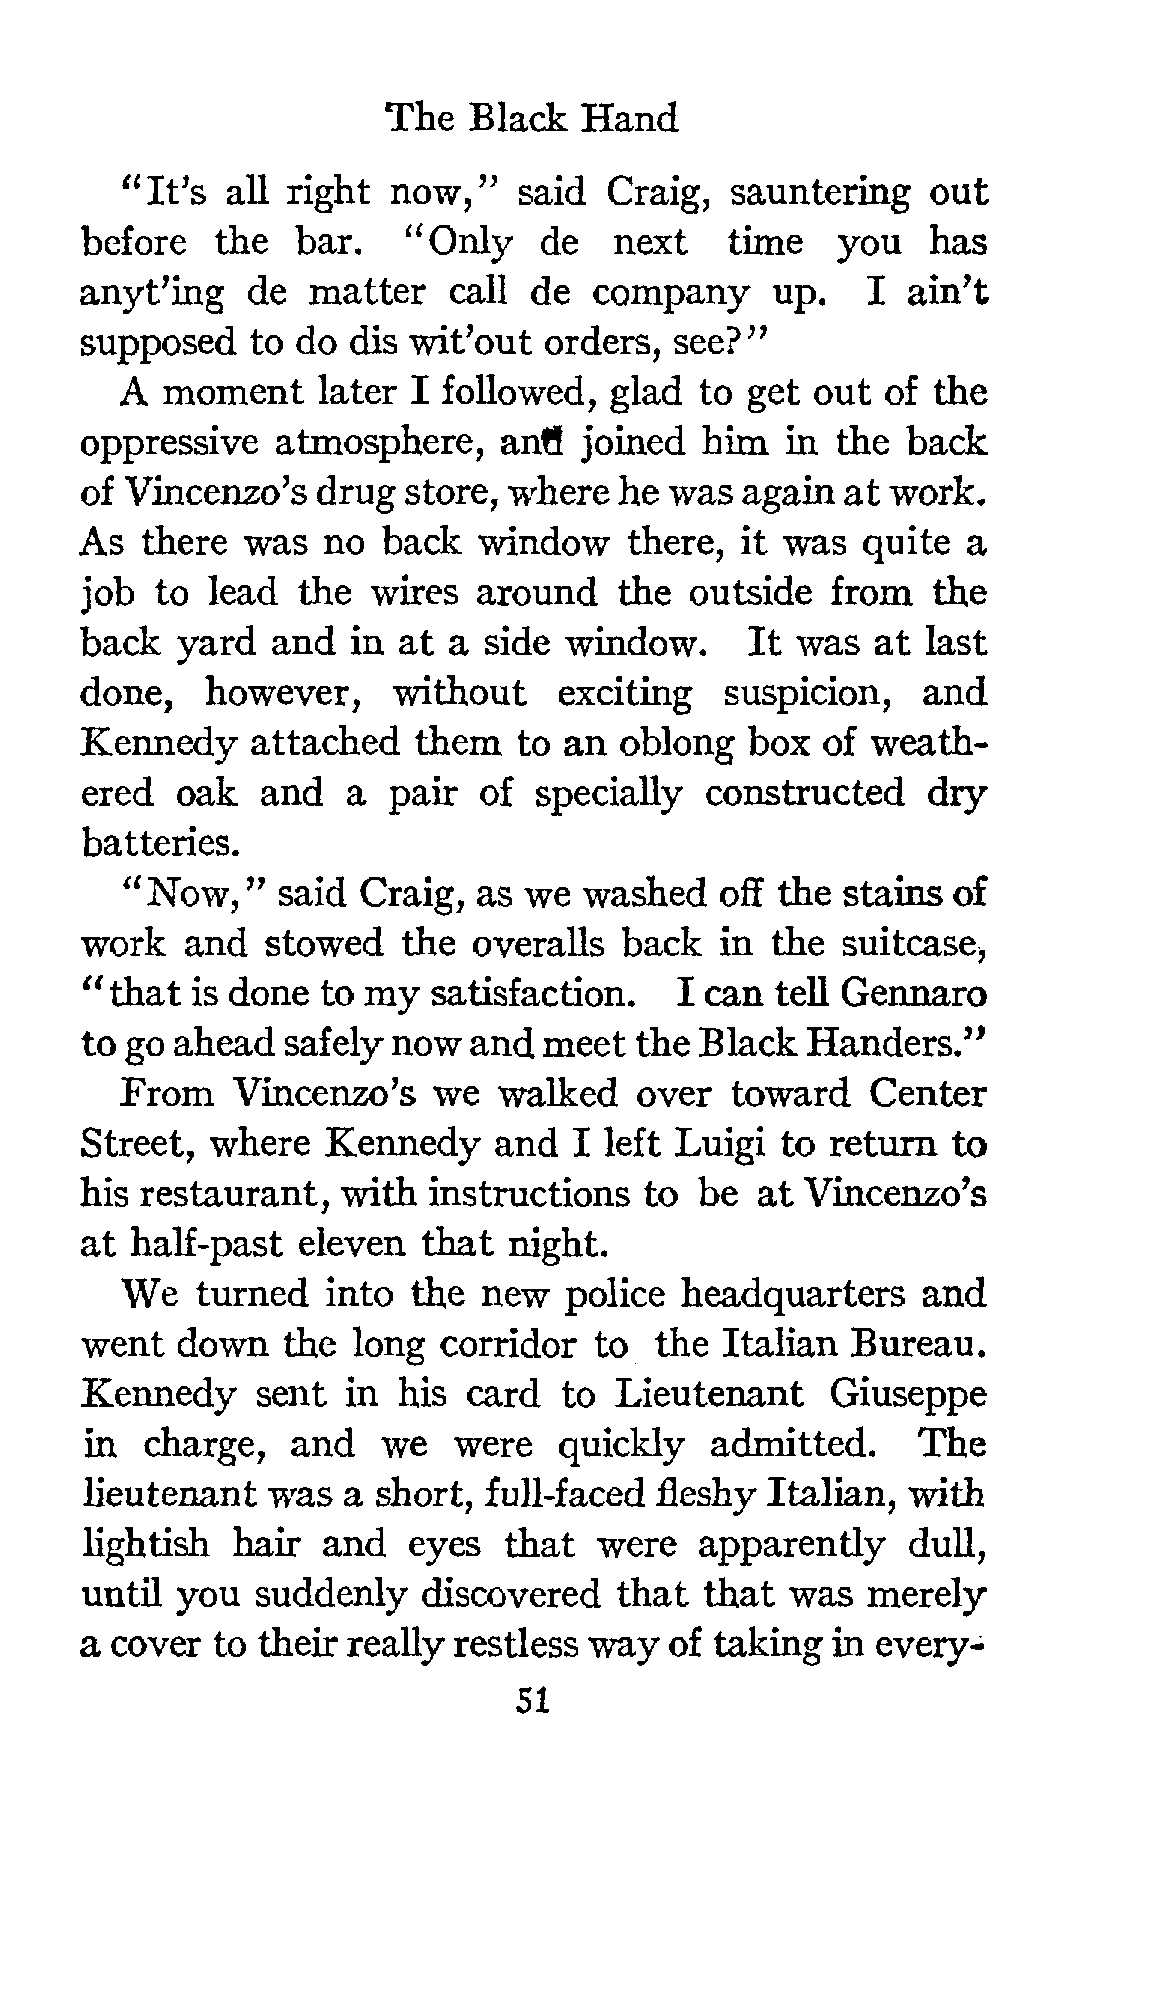 The Black Hand
"It's all right now," said Craig, sauntering out
before the bar. "Only de next time you has
anyt'ing de matter call de company up. I ain't
supposed to do dis wit'out orders, see?"
A moment later I followed, glad to get out of the
oppressive atmosphere, and joined him in the back
of Vincenzo's drug store, where he was again at work.
As there was no back window there, it was quite a
job to lead the wires around the outside from the
back yard and in at a side window. It was at last
done, however, without exciting suspicion, and
Kennedy attached them to an oblong box of weath-
ered oak and a pair of specially constructed dry
batteries.
"Now," said Craig, as we washed off the stains of
work and stowed the overalls back in the suitcase,
"that is done to my satisfaction. I can tell Gennaro
to go ahead safely now and meet the Black Handers."
From Vincenzo's we walked over toward Center
Street, where Kennedy and I left Luigi to return to
his restaurant, with instructions to be at Vincenzo's
at half-past eleven that night.
We turned into the new police headquarters and
went down the long corridor to the Italian Bureau.
Kennedy sent in his card to Lieutenant Giuseppe
in charge, and we were quickly admitted. The
lieutenant was a short, full-faced fleshy Italian, with
lightish hair and eyes that were apparently dull,
until you suddenly discovered that that was merely
a cover to their really restless way of taking in every-
51